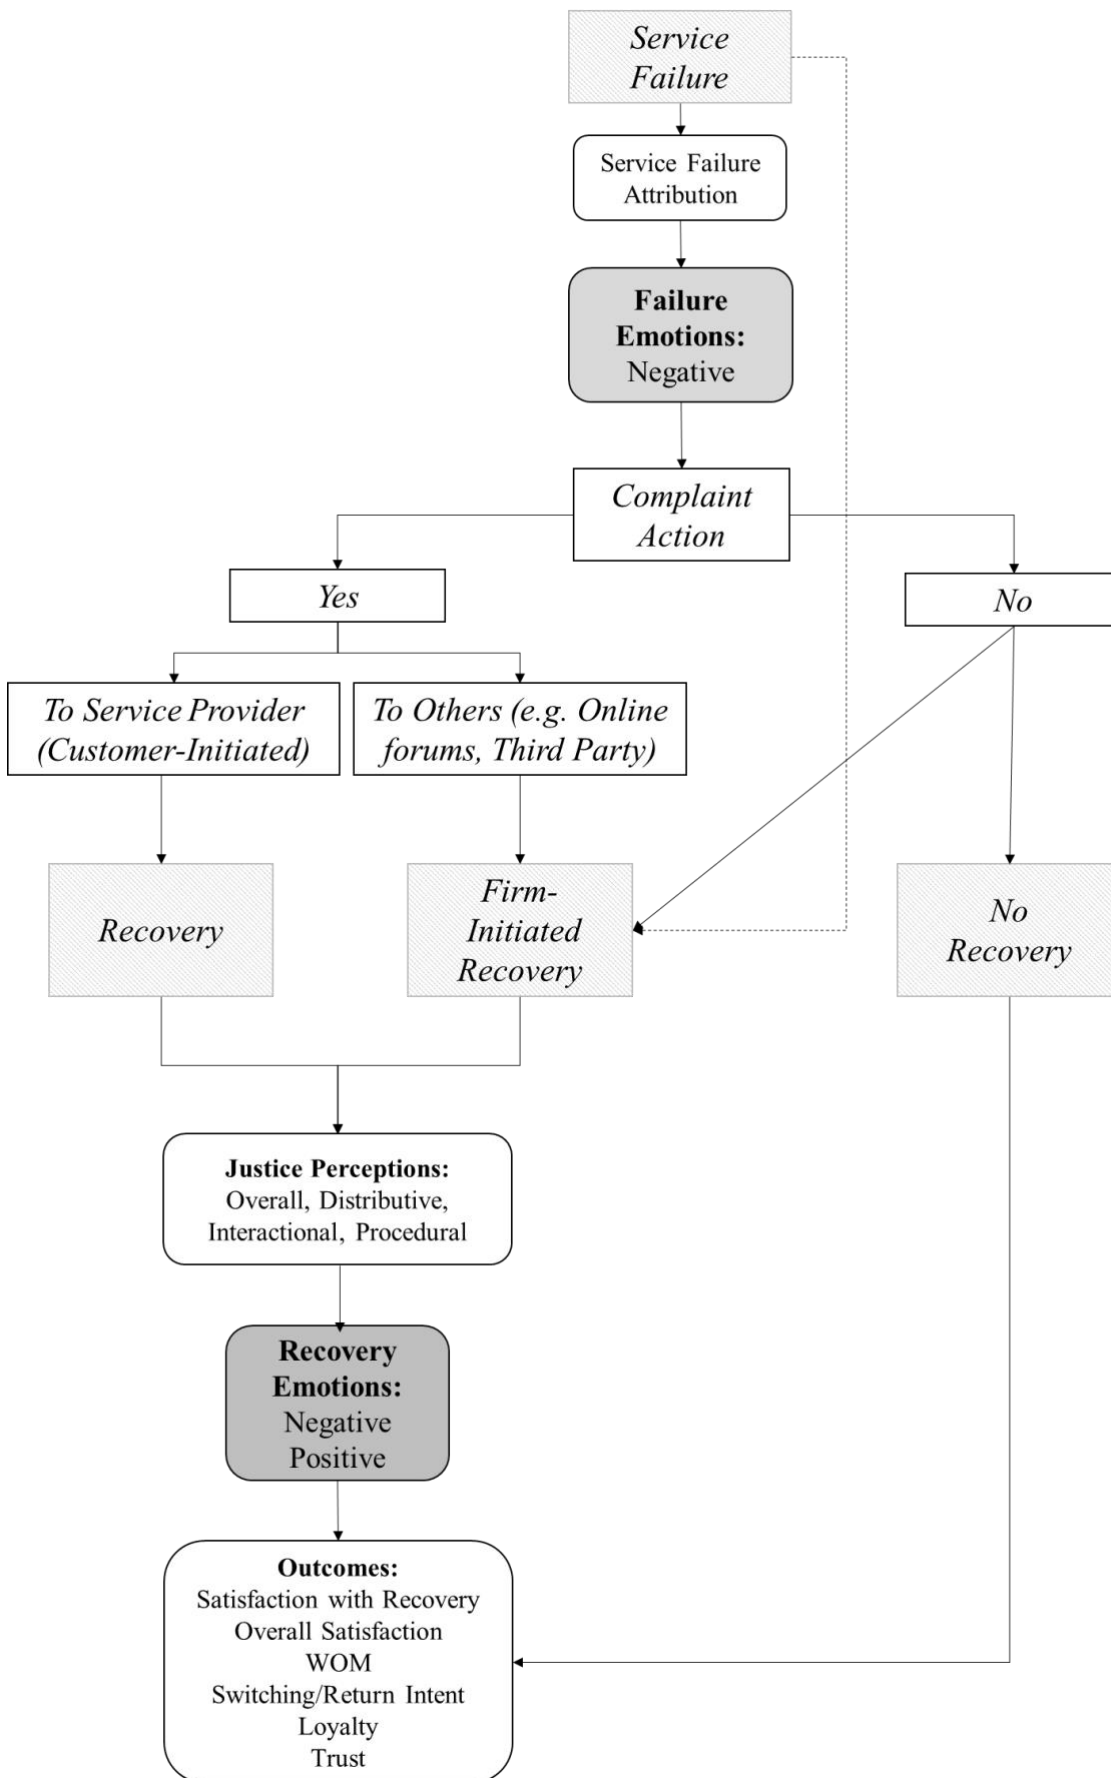 Service
Failure
Service Failure
Attribution
Failure
Emotions:
Negative
Complaint
Action
Yes
No
To Service Provider
(Customer-Initiated)
To Others (e.g. Online
forums, Third Party)
Recovery
Firm-
Initiated
Recovery
No
Recovery
Justice Perceptions:
Overall, Distributive,
Interactional, Procedural
Recovery
Emotions:
Negative
Positive
Outcomes:
Satisfaction with Recovery
Overall Satisfaction
WOM
Switching/Return Intent
Loyalty
Trust